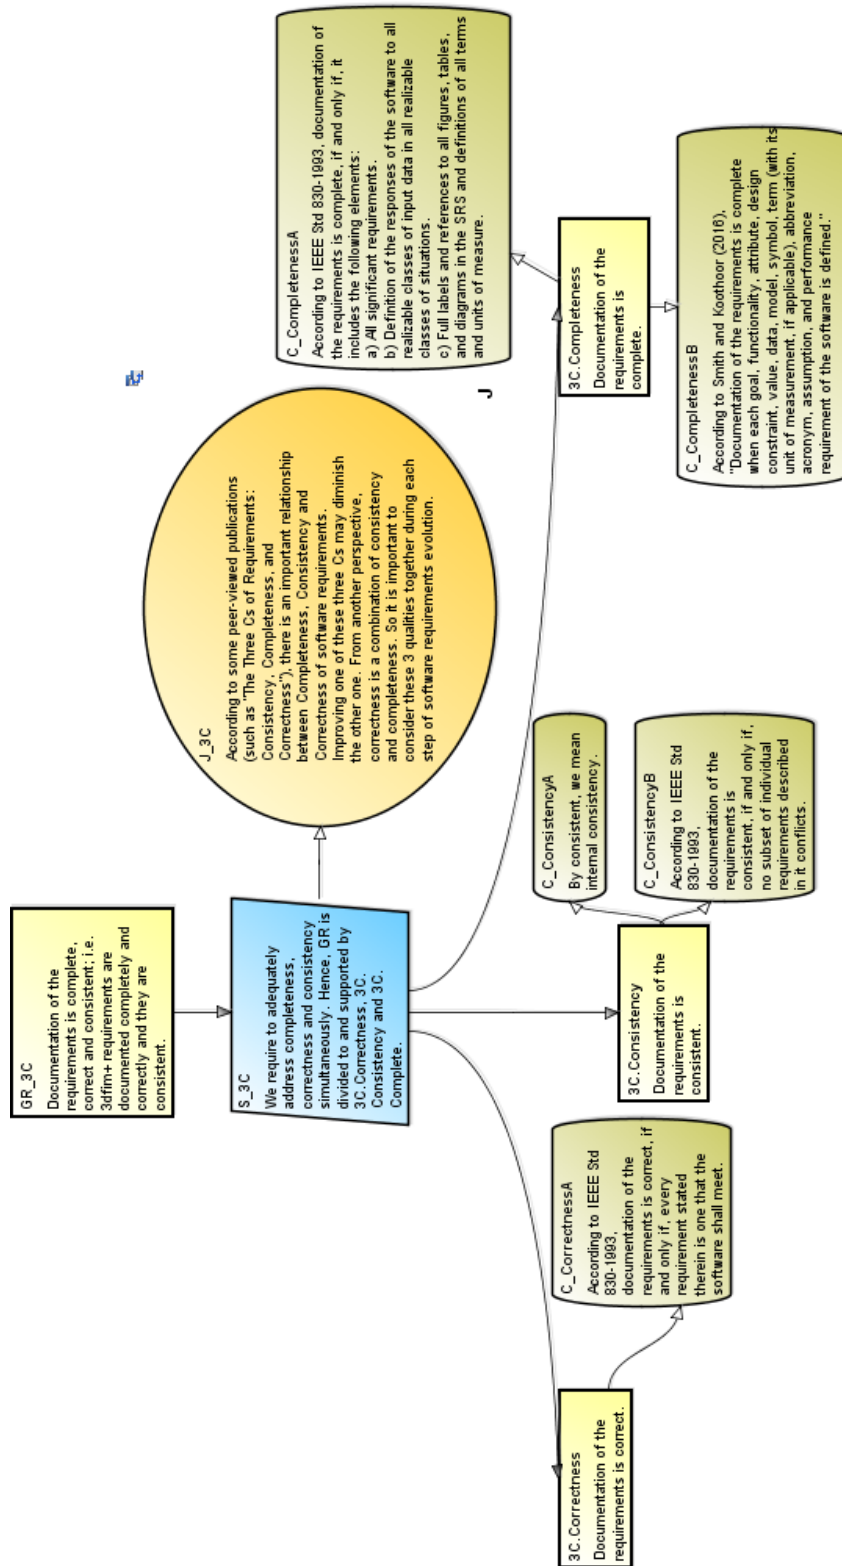 GR_3C
Documentation of the
requirements is complete,
correct and consistent; i.e.
3dfim+ requirements are
documented completely and
correctly and they are
consistent.
S_3C
We require to adequately
address completeness,
correctness and consistency
simultaneously. Hence, GR is
divided to and supported by
3C.Correctness, 3C.
Consistency and 3C.
Complete.
J_3C
According to some peer-viewed publications
(such as "The Three Cs of Requirements:
Consistency, Completeness, and
Correctness"), there is an important relationship
between Completeness, Consistency and
Correctness of software requirements.
Improving one of these three Cs may diminish
the other one. From another perspective,
correctness is a combination of consistency
and completeness. So it is important to
consider these 3 qualities together during each
step of software requirements evolution.
J
3C.Correctness
Documentation of the
requirements is correct.
C_CorrectnessA
According to IEEE Std
830-1993,
documentation of the
requirements is correct, if
and only if, every
requirement stated
therein is one that the
software shall meet.
3C.Consistency
Documentation of the
requirements is
consistent.
C_ConsistencyA
By consistent, we mean
internal consistency.
C_ConsistencyB
According to IEEE Std
830-1993,
documentation of the
requirements is
consistent, if and only if,
no subset of individual
requirements described
in it conflicts.
3C.Completeness
Documentation of the
requirements is
complete.
C_CompletenessA
According to IEEE Std 830-1993, documentation of
the requirements is complete, if and only if, it
includes the following elements:
a) All significant requirements.
b) Definition of the responses of the software to all
realizable classes of input data in all realizable
classes of situations.
c) Full labels and references to all figures, tables,
and diagrams in the SRS and definitions of all terms
and units of measure.
C_CompletenessB
According to Smith and Koothoor (2016),
"Documentation of the requirements is complete
when each goal, functionality, attribute, design
constraint, value, data, model, symbol, term (with its
unit of measurement, if applicable), abbreviation,
acronym, assumption, and performance
requirement of the software is defined."